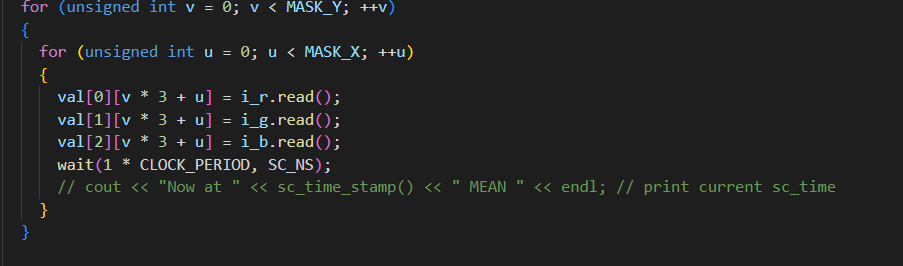 for (unsigned int v = 0; v < MASK_Y; ++v)
{
for (unsigned int u = 0; u < MASK_X; ++u)
{
val[0][v * 3 + u] = i_r.read();
val[1][v * 3 + u] = i_g.read();
val[2][v * 3 + u] = i_b.read();
wait(1 * CLOCK_PERIOD, SC_NS);
// cout << "Now at " << sc_time_stamp() << " MEAN " << endl; // print current sc_time
}
}